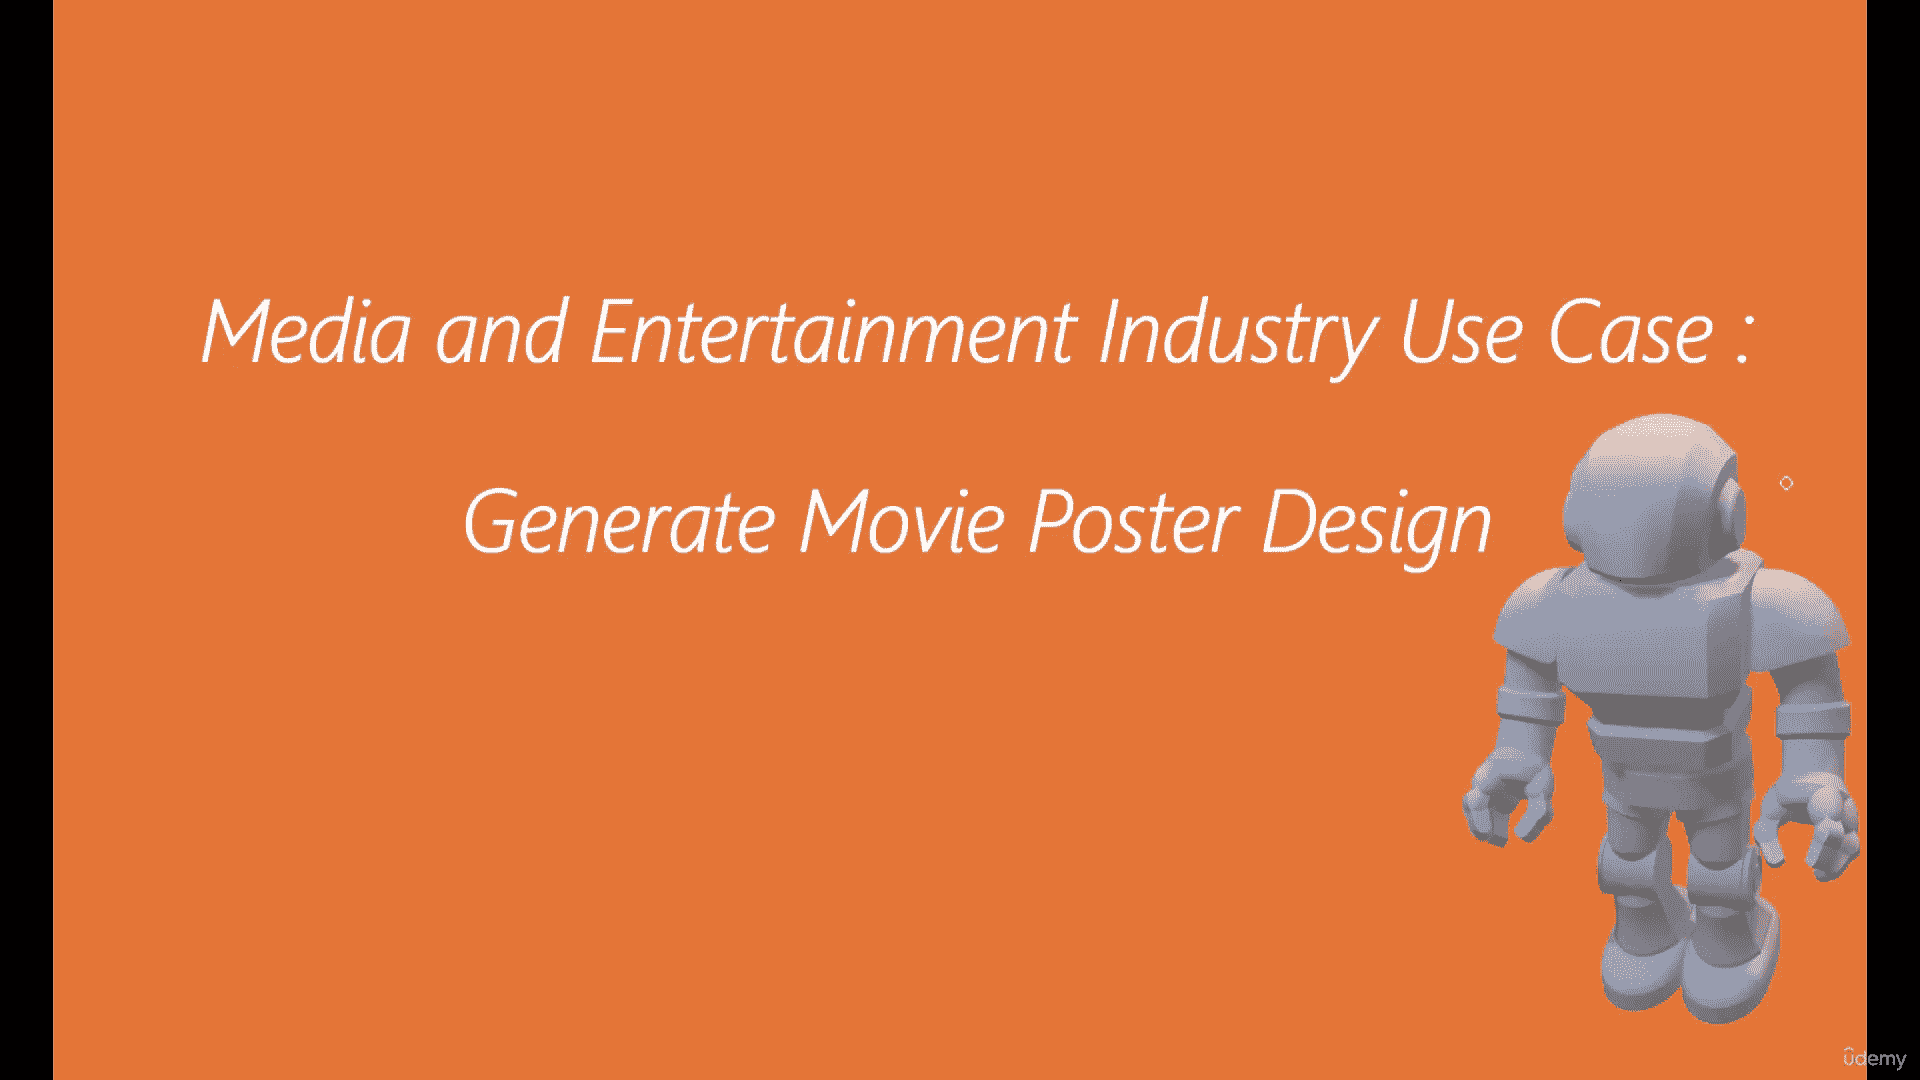 Media and Entertainment Industry Use Case :
Generate Movie Poster Design
ûdemy